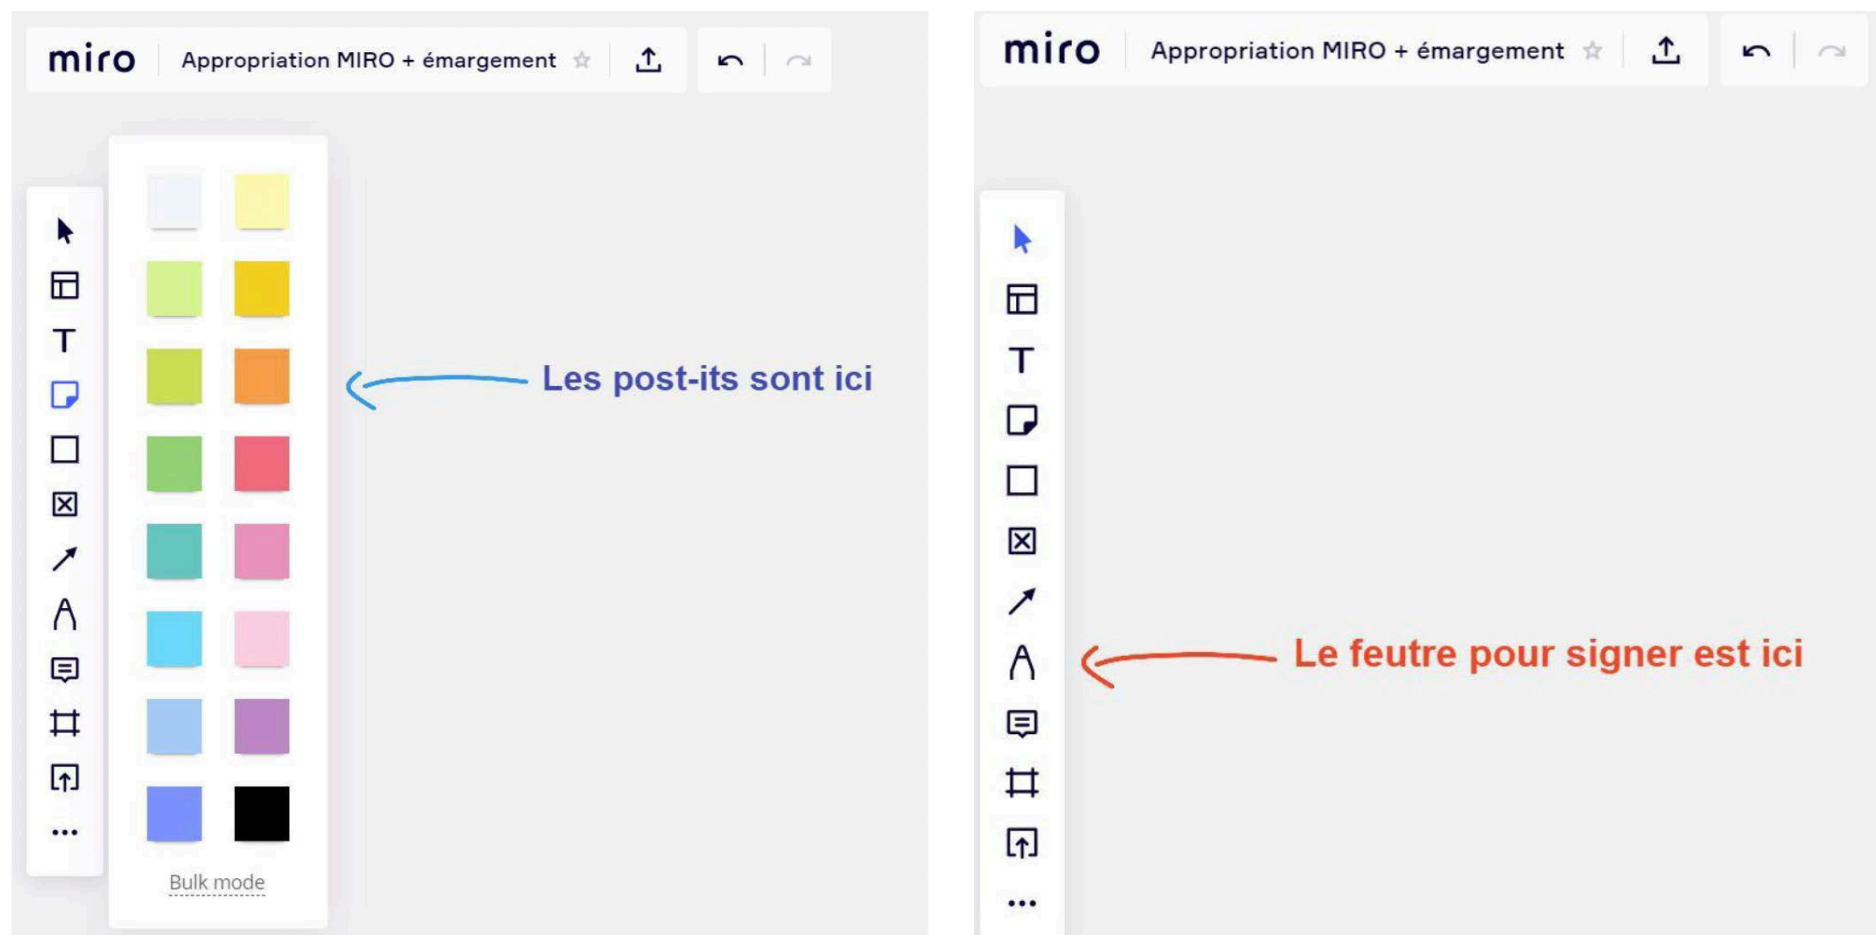 miro Appropriation MIRO + émargement
T
Les post-its sont ici
Bulk mode
miro Appropriation MIRO + émargement
T
Le feutre pour signer est ici